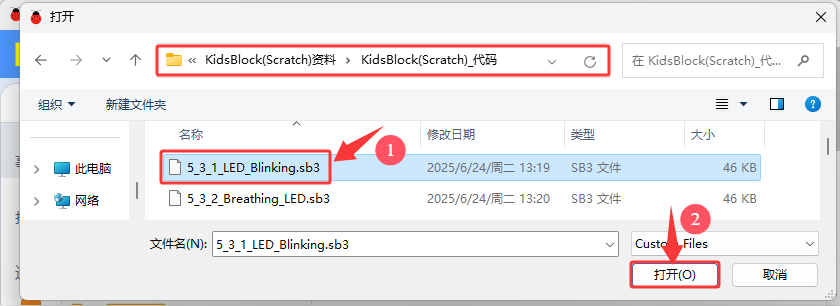 打开
« KidsBlock(Scratch)资料 › KidsBlock(Scratch)_代码
在 KidsBlock(Scratch)_代...
组织 新建文件夹
名称 修改日期 类型 大小
此电脑
网络
5_3_1_LED_Blinking.sb3 2025/6/24/周二 13:19 SB3 文件 46 KB
1
5_3_2_Breathing_LED.sb3 2025/6/24/周二 13:20 SB3 文件 46 KB
2
文件名(N): 5_3_1_LED_Blinking.sb3 Files
打开(O) 取消